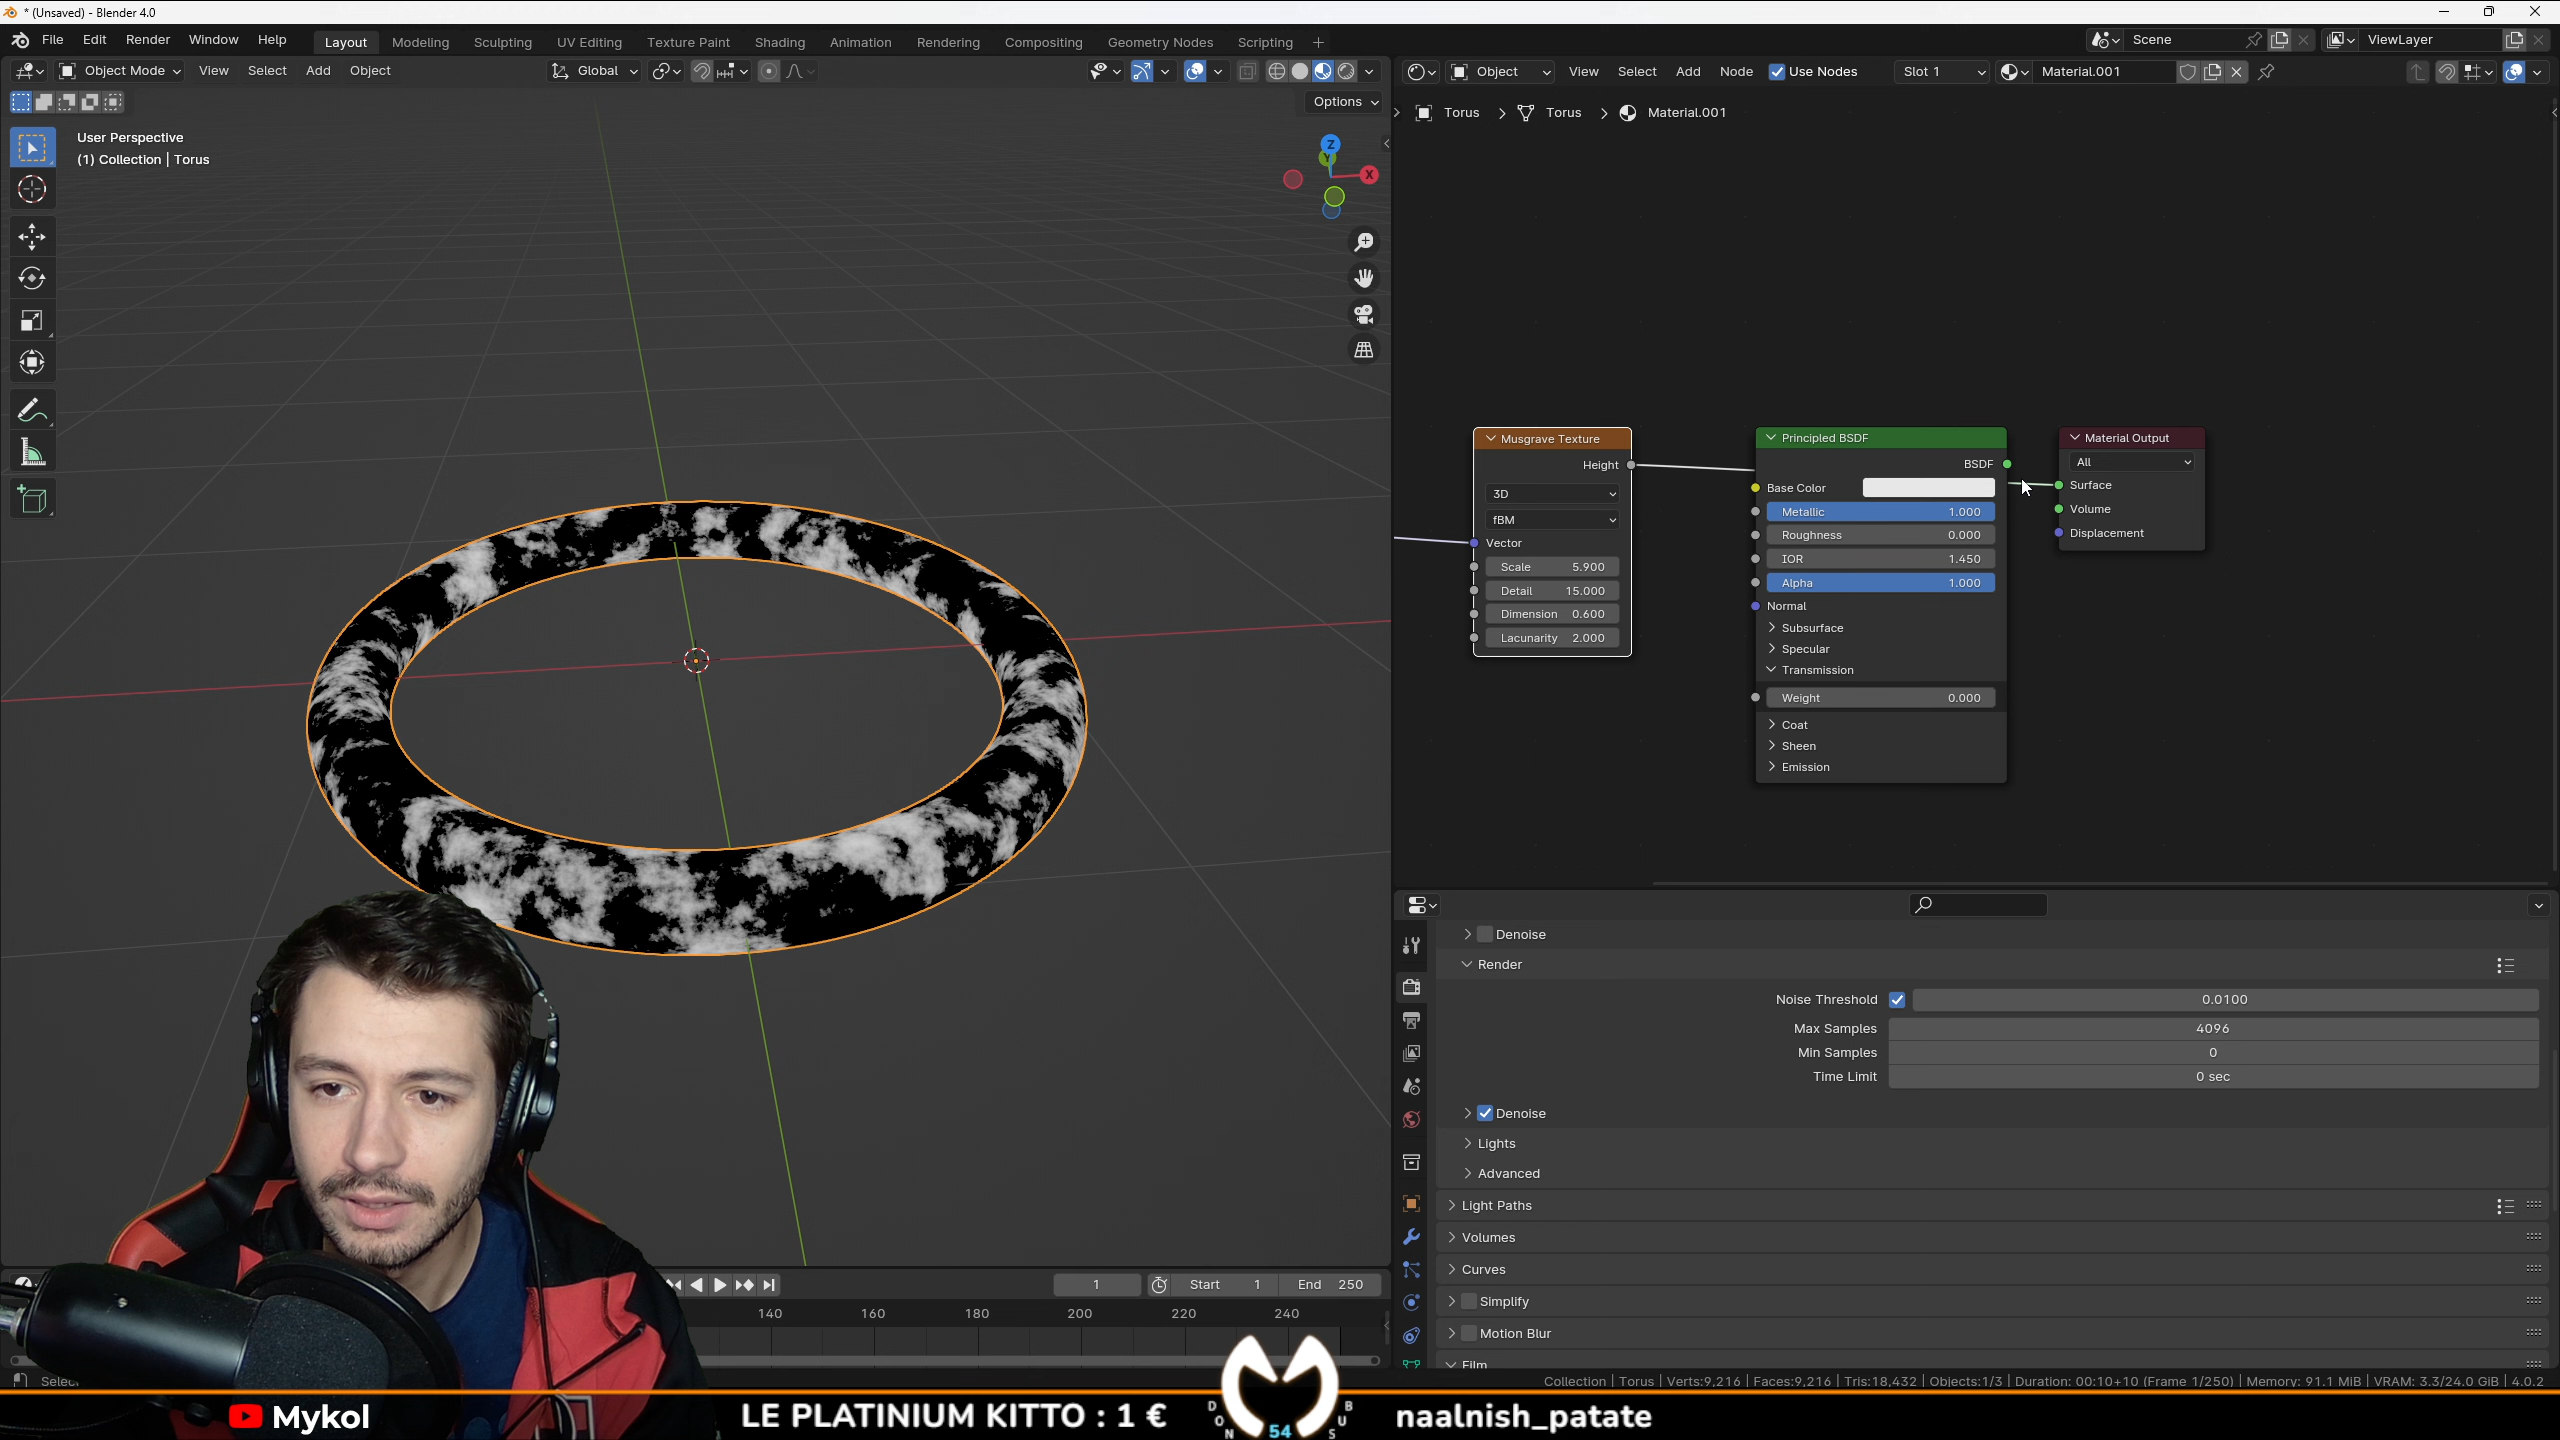 * (Unsaved) - Blender 4.0
File Edit Render Window Help
Layout Modeling Sculpting UV Editing Texture Paint Shading Animation Rendering Compositing Geometry Nodes Scripting +
Scene
ViewLayer
Object Mode View Select Add Object
Global
Options
User Perspective
(1) Collection | Torus
Z
Y
X
Object View Select Add Node Use Nodes
Slot 1
Material.001
Torus > Torus > Material.001
Musgrave Texture
Height
3D
fBM
Vector
Scale 5.900
Detail 15.000
Dimension 0.600
Lacunarity 2.000
Principled BSDF
BSDF
Base Color
Metallic 1.000
Roughness 0.000
IOR 1.450
Alpha 1.000
Normal
Subsurface
Specular
Transmission
Weight 0.000
Coat
Sheen
Emission
Material Output
All
Surface
Volume
Displacement
Denoise
Render
Noise Threshold 0.0100
Max Samples 4096
Min Samples 0
Time Limit 0 sec
Denoise
Lights
Advanced
Light Paths
Volumes
Curves
Simplify
Motion Blur
Film
1
Start 1
End 250
140 160 180 200 220 240
Collection | Torus | Verts:9,216 | Faces:9,216 | Tris:18,432 | Objects:1/3 | Duration: 00:10+10 (Frame 1/250) | Memory: 91.1 MiB | VRAM: 3.3/24.0 GiB | 4.0.2
Mykol
LE PLATINIUM KITTO : 1 €
D O N
54
B U S
naalnish_patate